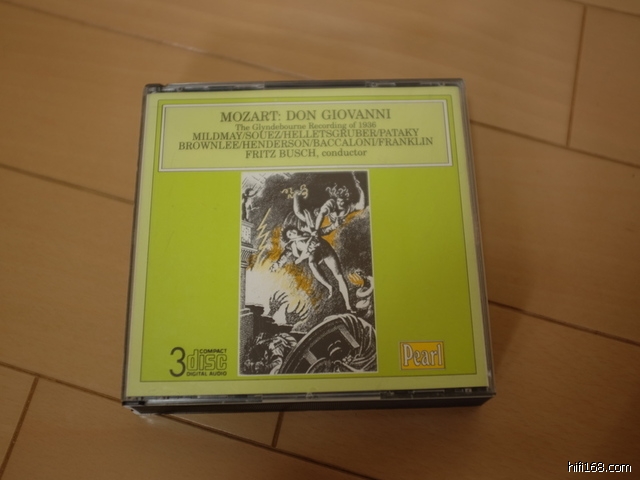 MOZART: DON GIOVANNI
The Glyndebourne Recording of 1936
MILDMAY/SOUEZ/HELLETSGRUBER/PATAKY
BROWNLEE/HENDERSON/BACCALONI/FRANKLIN
FRITZ BUSCH, conductor
3 COMPACT
disc
DIGITAL AUDIO
Pearl
hifi168.com